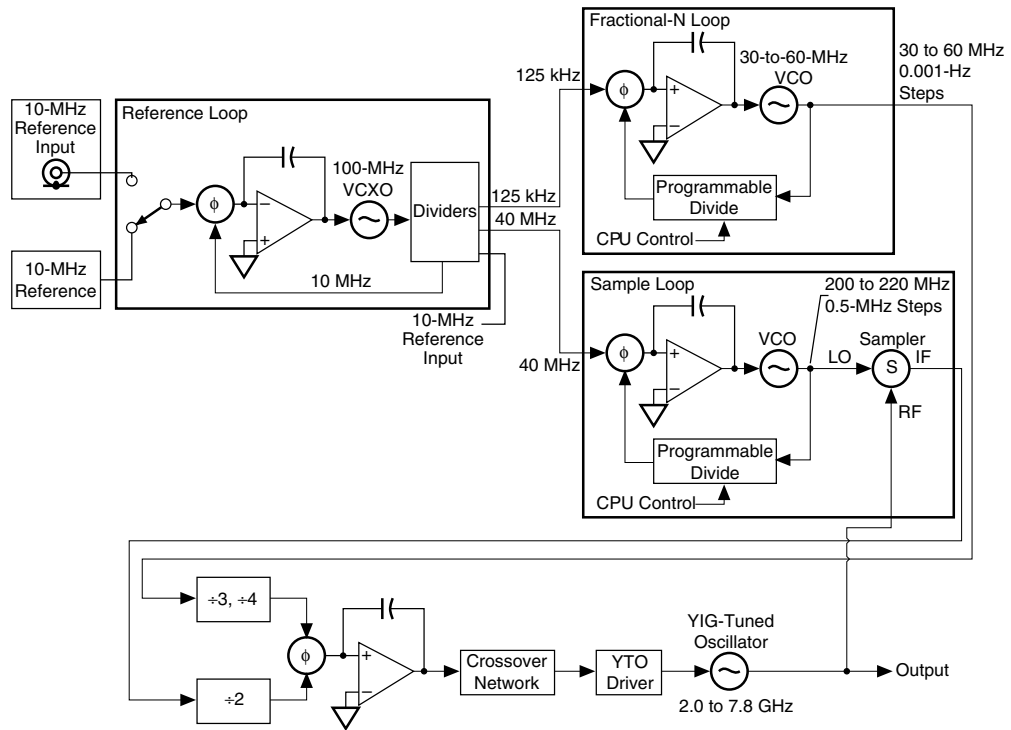 Fractional-N Loop
125 kHz
ϕ
+
−
30-to-60-MHz
VCO
30 to 60 MHz
0.001-Hz
Steps
Programmable
Divide
CPU Control
10-MHz
Reference
Input
10-MHz
Reference
Reference Loop
ϕ
−
+
100-MHz
VCXO
Dividers
125 kHz
40 MHz
10 MHz
10-MHz
Reference
Input
Sample Loop
40 MHz
ϕ
+
−
VCO
200 to 220 MHz
0.5-MHz Steps
LO
Sampler
S
IF
RF
Programmable
Divide
CPU Control
÷3, ÷4
÷2
ϕ
+
−
Crossover
Network
YTO
Driver
YIG-Tuned
Oscillator
2.0 to 7.8 GHz
Output